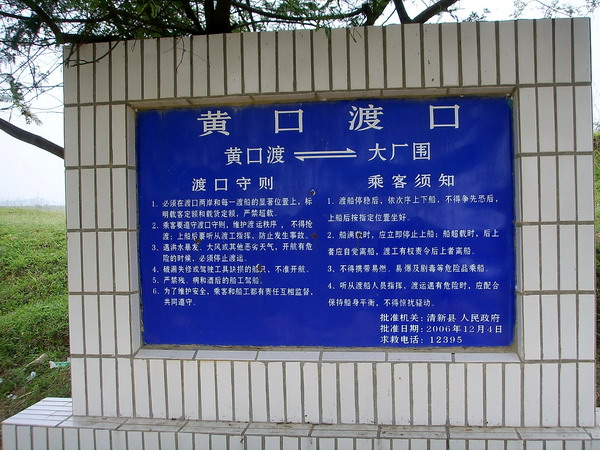 黄口渡口
黄口渡 ⇌ 大厂围
渡口守则
1. 必须在渡口两岸和每一渡船的显著位置上，标
明载客定额和载货定额，严禁超载。
2. 乘客要遵守渡口守则，维护渡运秩序，不得抢
渡；上船后要听从渡工指挥，防止发生事故。
3. 遇洪水暴发、大风或其他恶劣天气，开航有危
险的时候，必须停止渡运。
4. 破漏失修或驾驶工具缺损的船只，不准开航。
5. 严禁残、病和酒后的船工驾船。
6. 为了维护安全，乘客和船工都有责任互相监督，
共同遵守。
乘客须知
1. 渡船停稳后，依次序上下船，不得争先恐后，
上船后按指定位置坐好。
2. 船满载时，应立即停止上船；船超载时，后上
者应自觉离船，渡工有权责令后上者离船。
3. 不得携带易燃、易爆及剧毒等危险品乘船。
4. 听从渡船人员指挥，渡运遇有危险时，应配合
保持船身平衡，不得惊扰骚动。
批准机关：清新县人民政府
批准日期：2006年12月4日
求救电话：12395